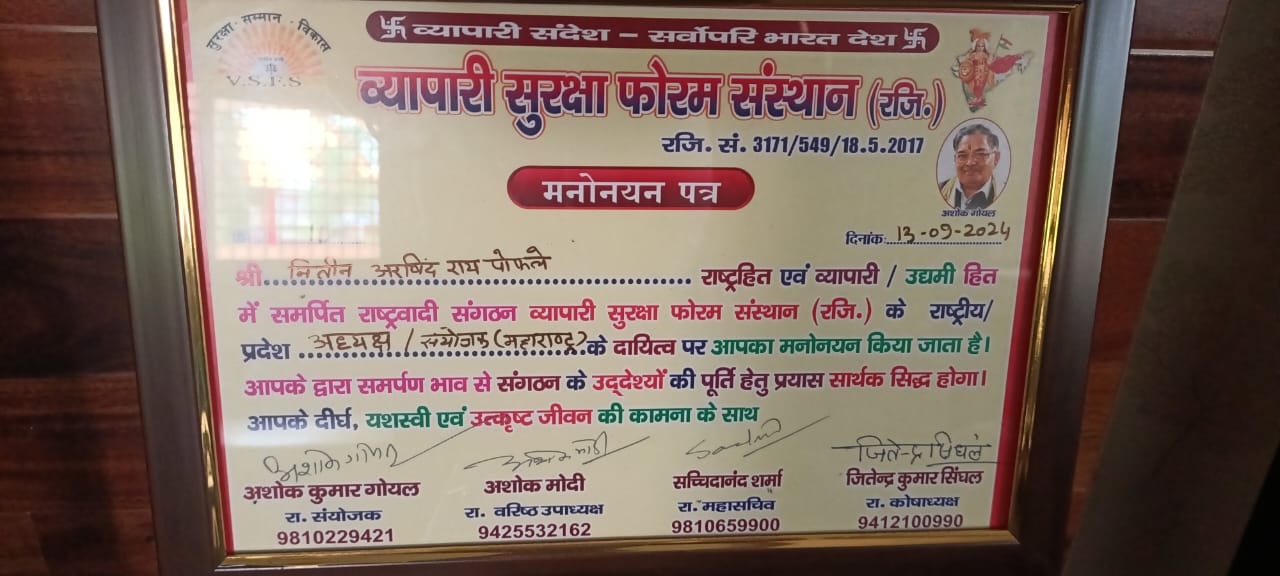 सुरक्षा · सम्मान · विकास
V.S.F.S
卐 व्यापारी संदेश – सर्वोपरि भारत देश 卐
व्यापारी सुरक्षा फोरम संस्थान (रजि.)
रजि. सं. 3171/549/18.5.2017
मनोनयन पत्र
अशोक गोयल
दिनांक: 13-09-2024
श्री. नितीन अरविंद राय पोफले राष्ट्रहित एवं व्यापारी / उद्यमी हित
में समर्पित राष्ट्रवादी संगठन व्यापारी सुरक्षा फोरम संस्थान (रजि.) के राष्ट्रीय/
प्रदेश अध्यक्ष / संयोजक (महाराष्ट्र) के दायित्व पर आपका मनोनयन किया जाता है।
आपके द्वारा समर्पण भाव से संगठन के उद्देश्यों की पूर्ति हेतु प्रयास सार्थक सिद्ध होगा।
आपके दीर्घ, यशस्वी एवं उत्कृष्ट जीवन की कामना के साथ
जितेन्द्र सिंघल
अशोक कुमार गोयल अशोक मोदी सच्चिदानंद शर्मा जितेन्द्र कुमार सिंघल
रा. संयोजक रा. वरिष्ठ उपाध्यक्ष रा. महासचिव रा. कोषाध्यक्ष
9810229421 9425532162 9810659900 9412100990